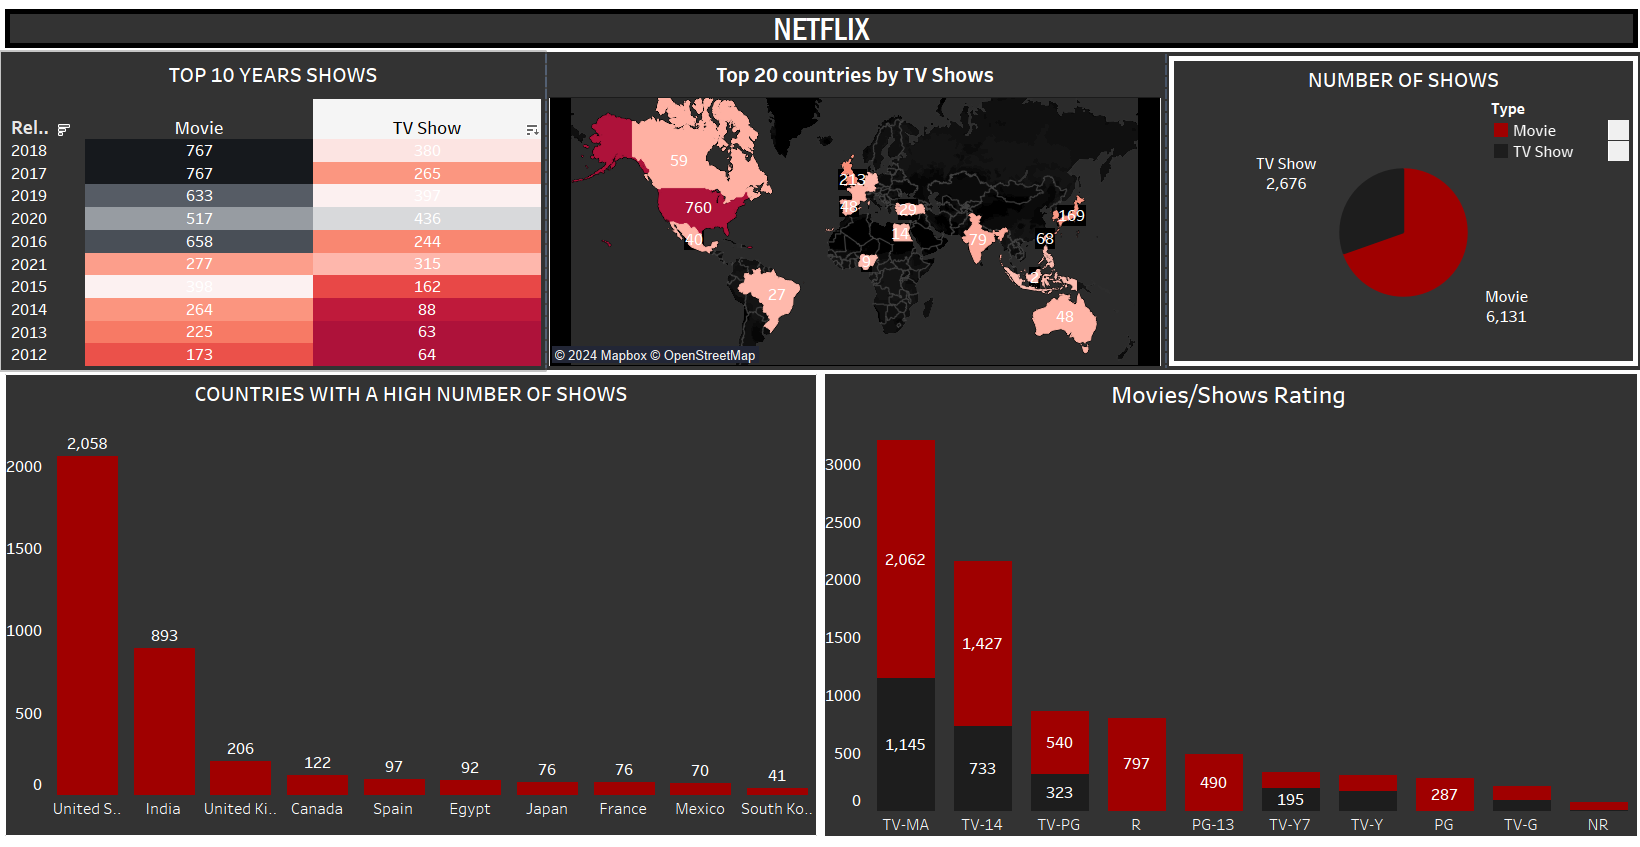 NETFLIX
TOP 10 YEARS SHOWS
Rel.. Movie TV Show
2018 767 380
2017 767 265
2019 633 397
2020 517 436
2016 658 244
2021 277 315
2015 398 162
2014 264 88
2013 225 63
2012 173 64
Top 20 countries by TV Shows
59
213
760
48
29
169
40
14
79
68
9
2
27
48
© 2024 Mapbox © OpenStreetMap
NUMBER OF SHOWS
Type
Movie
TV Show
TV Show
2,676
Movie
6,131
COUNTRIES WITH A HIGH NUMBER OF SHOWS
2,058
2000
1500
1000
893
500
206
122
97
92
76
76
70
41
0
United S.. India United Ki.. Canada Spain Egypt Japan France Mexico South Ko..
Movies/Shows Rating
3000
2500
2,062
2000
1500
1,427
1000
540
797
1,145
733
500
323
490
195
287
0
TV-MA TV-14 TV-PG R PG-13 TV-Y7 TV-Y PG TV-G NR